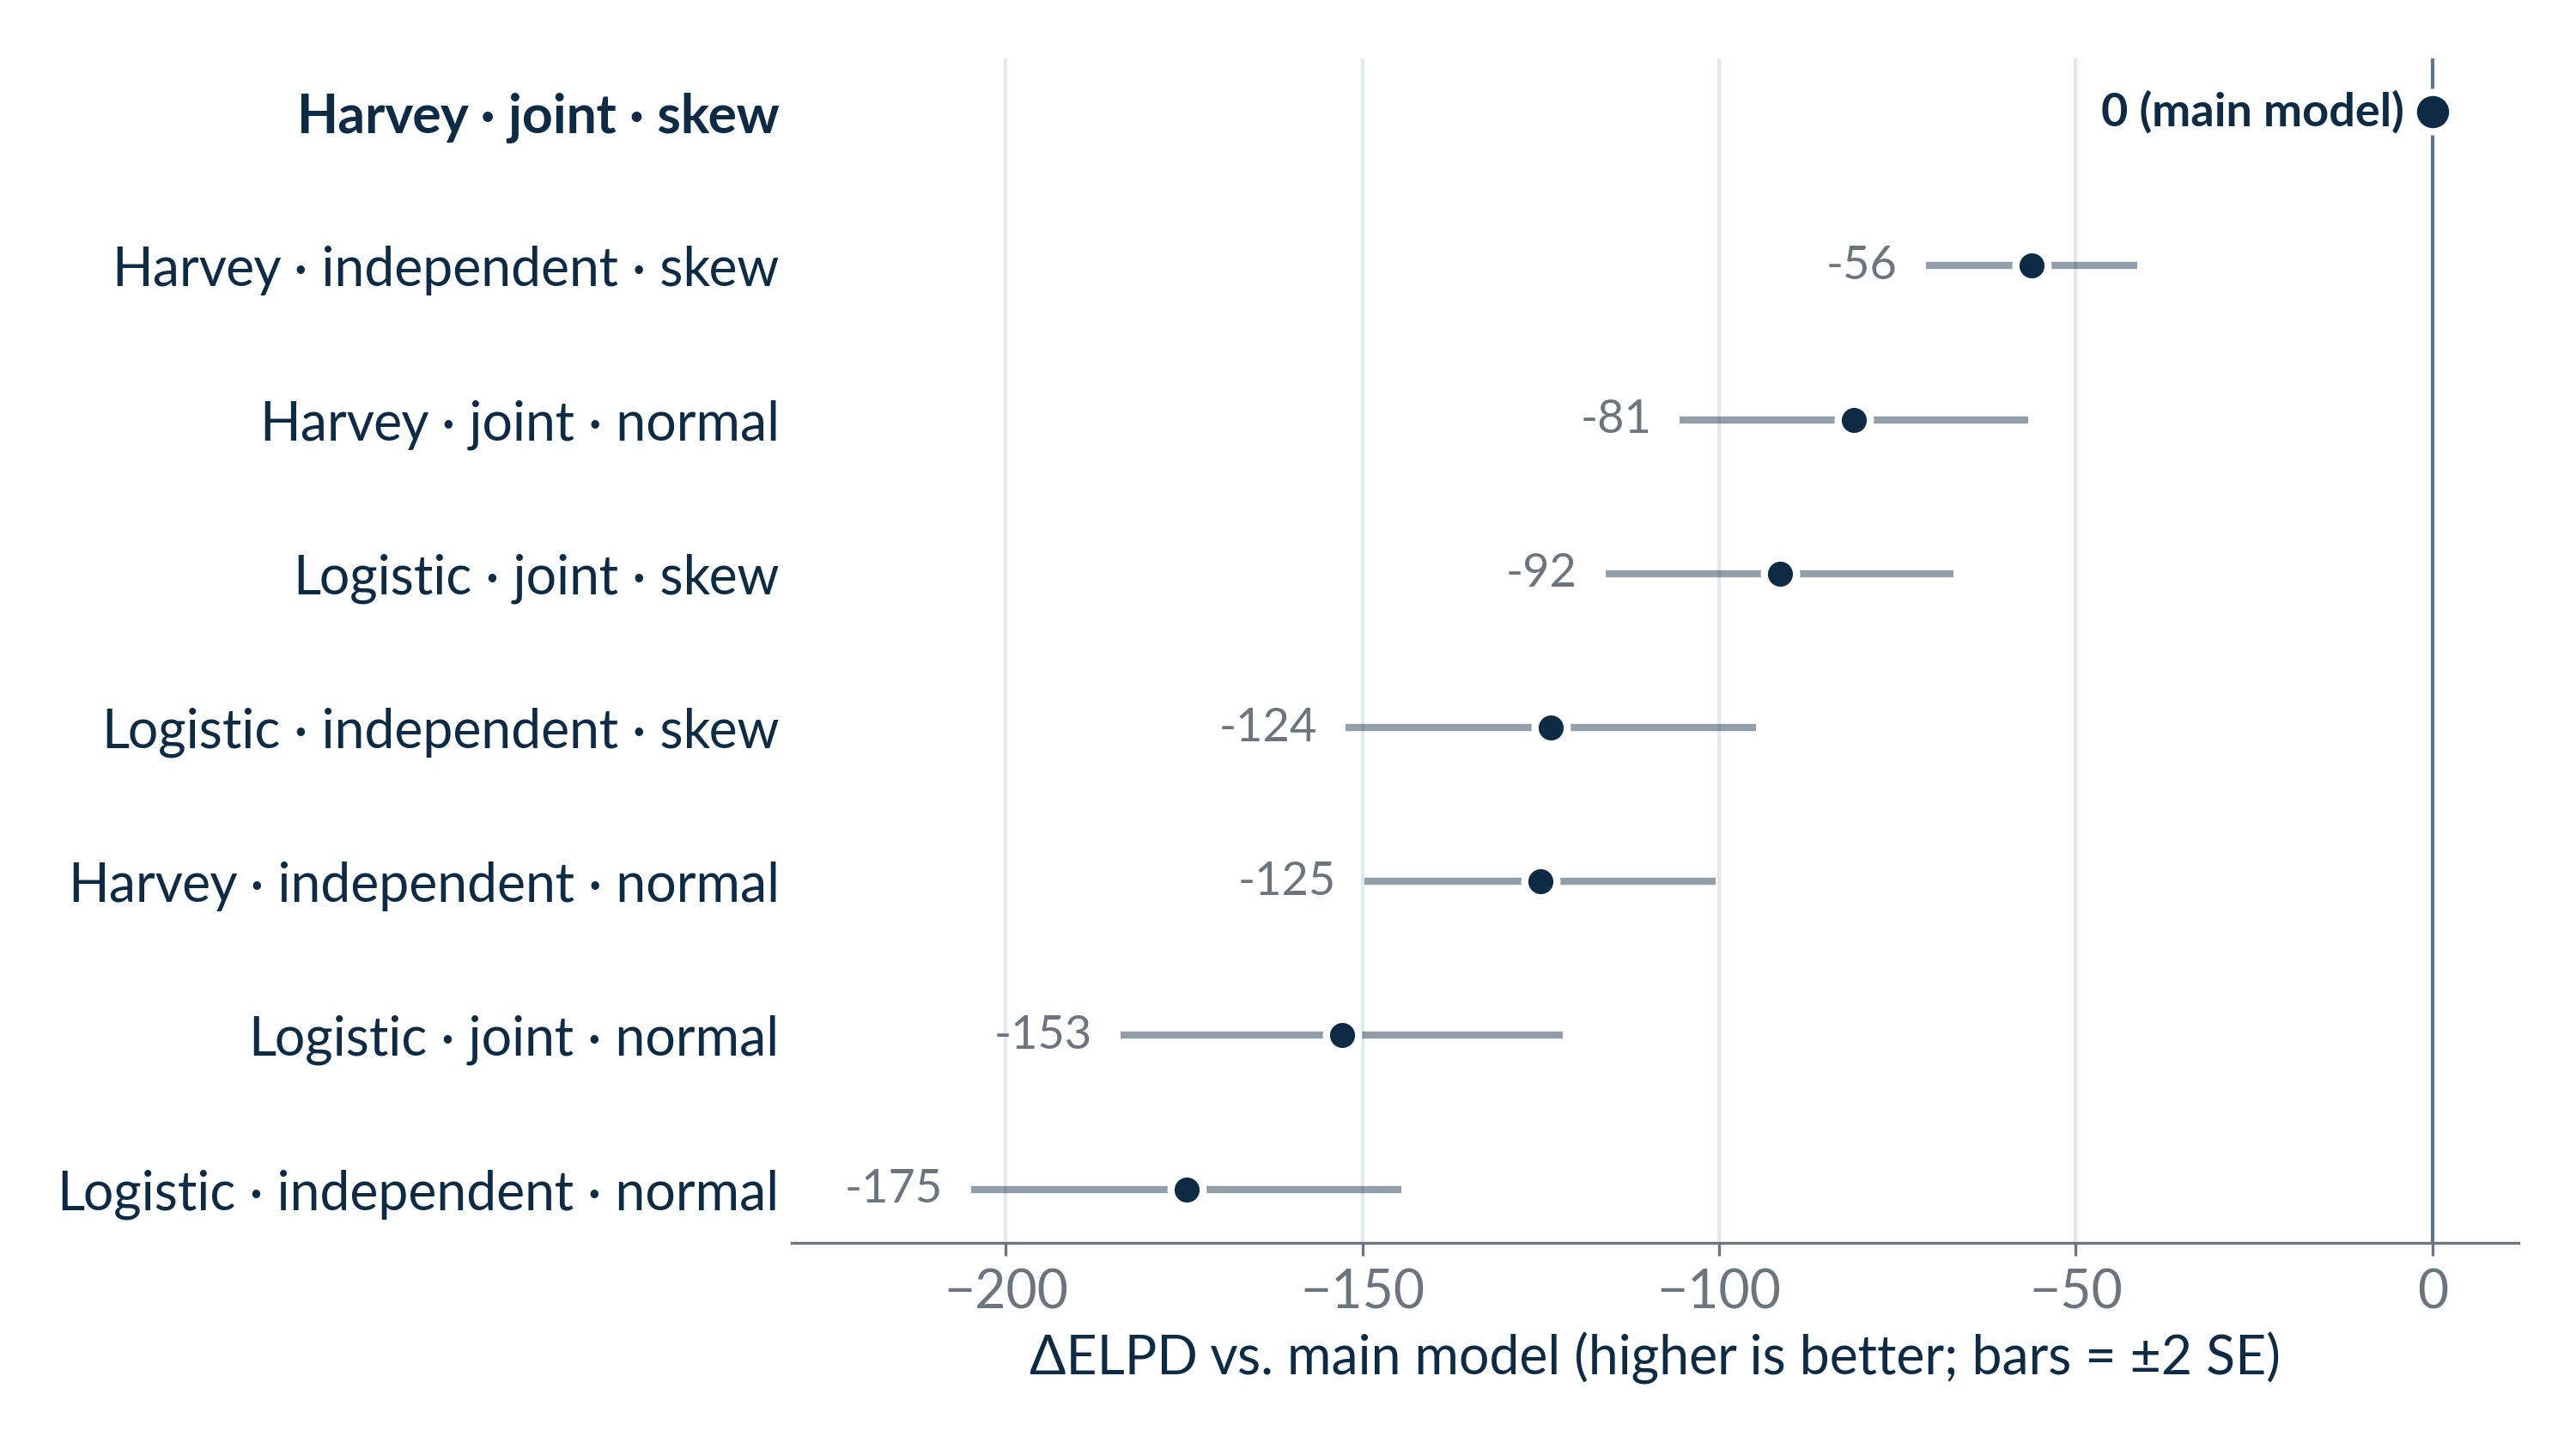 Harvey · joint · skew
0 (main model)
Harvey · independent · skew
-56
Harvey · joint · normal
-81
Logistic · joint · skew
-92
Logistic · independent · skew
-124
Harvey · independent · normal
-125
Logistic · joint · normal
-153
Logistic · independent · normal
-175
−200 −150 −100 −50 0
ΔELPD vs. main model (higher is better; bars = ±2 SE)